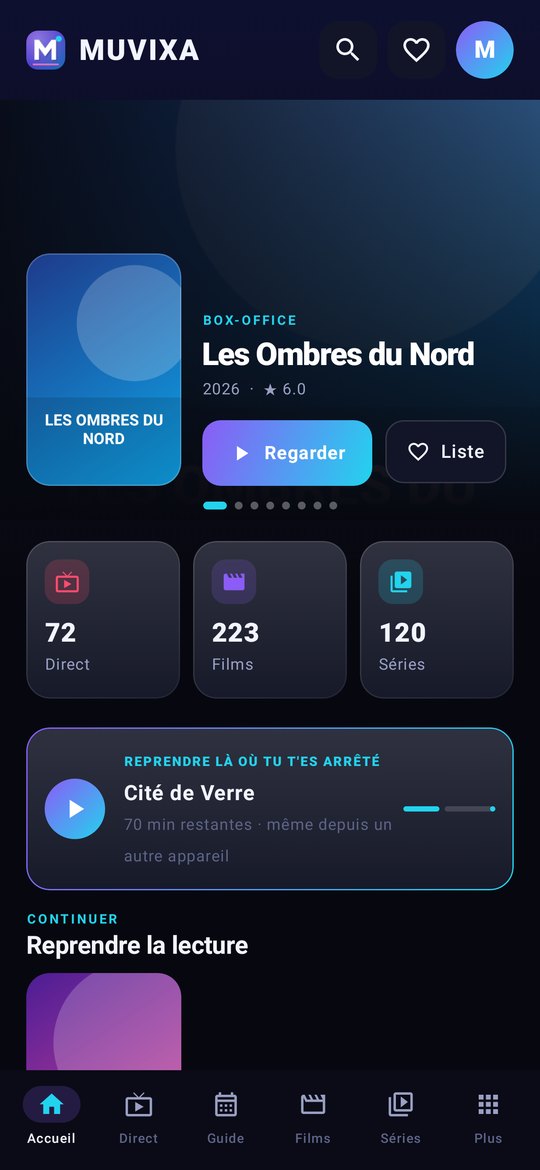 MUVIXA
M
BOX-OFFICE
Les Ombres du Nord
2026 · ★ 6.0
LES OMBRES DU
NORD
Regarder
Liste
72
Direct
223
Films
120
Séries
REPRENDRE LÀ OÙ TU T'ES ARRÊTÉ
Cité de Verre
70 min restantes · même depuis un
autre appareil
CONTINUER
Reprendre la lecture
Accueil
Direct
Guide
Films
Séries
Plus